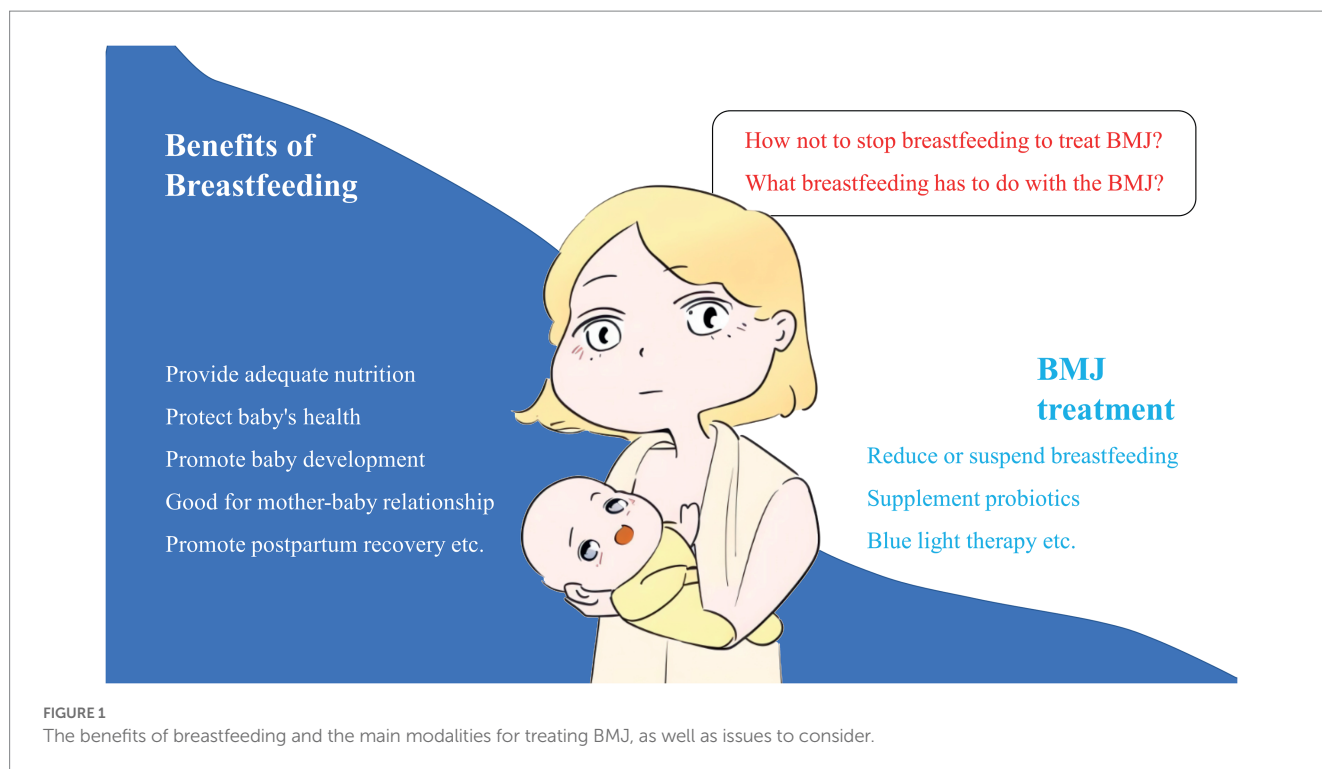 Benefits of
Breastfeeding
Provide adequate nutrition
Protect baby's health
Promote baby development
Good for mother-baby relationship
Promote postpartum recovery etc.
How not to stop breastfeeding to treat BMJ?
What breastfeeding has to do with the BMJ?
BMJ
treatment
Reduce or suspend breastfeeding
Supplement probiotics
Blue light therapy etc.
FIGURE 1
The benefits of breastfeeding and the main modalities for treating BMJ, as well as issues to consider.